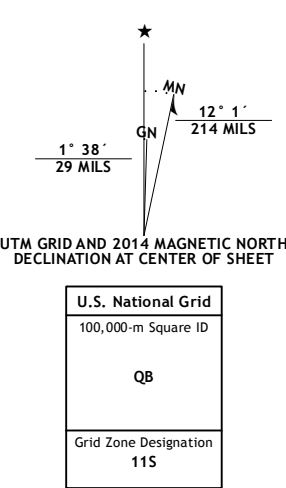 MN
GN
12° 1´
214 MILS
1° 38´
29 MILS
UTM GRID AND 2014 MAGNETIC NORTH
DECLINATION AT CENTER OF SHEET
U.S. National Grid
100,000-m Square ID
QB
Grid Zone Designation
11S